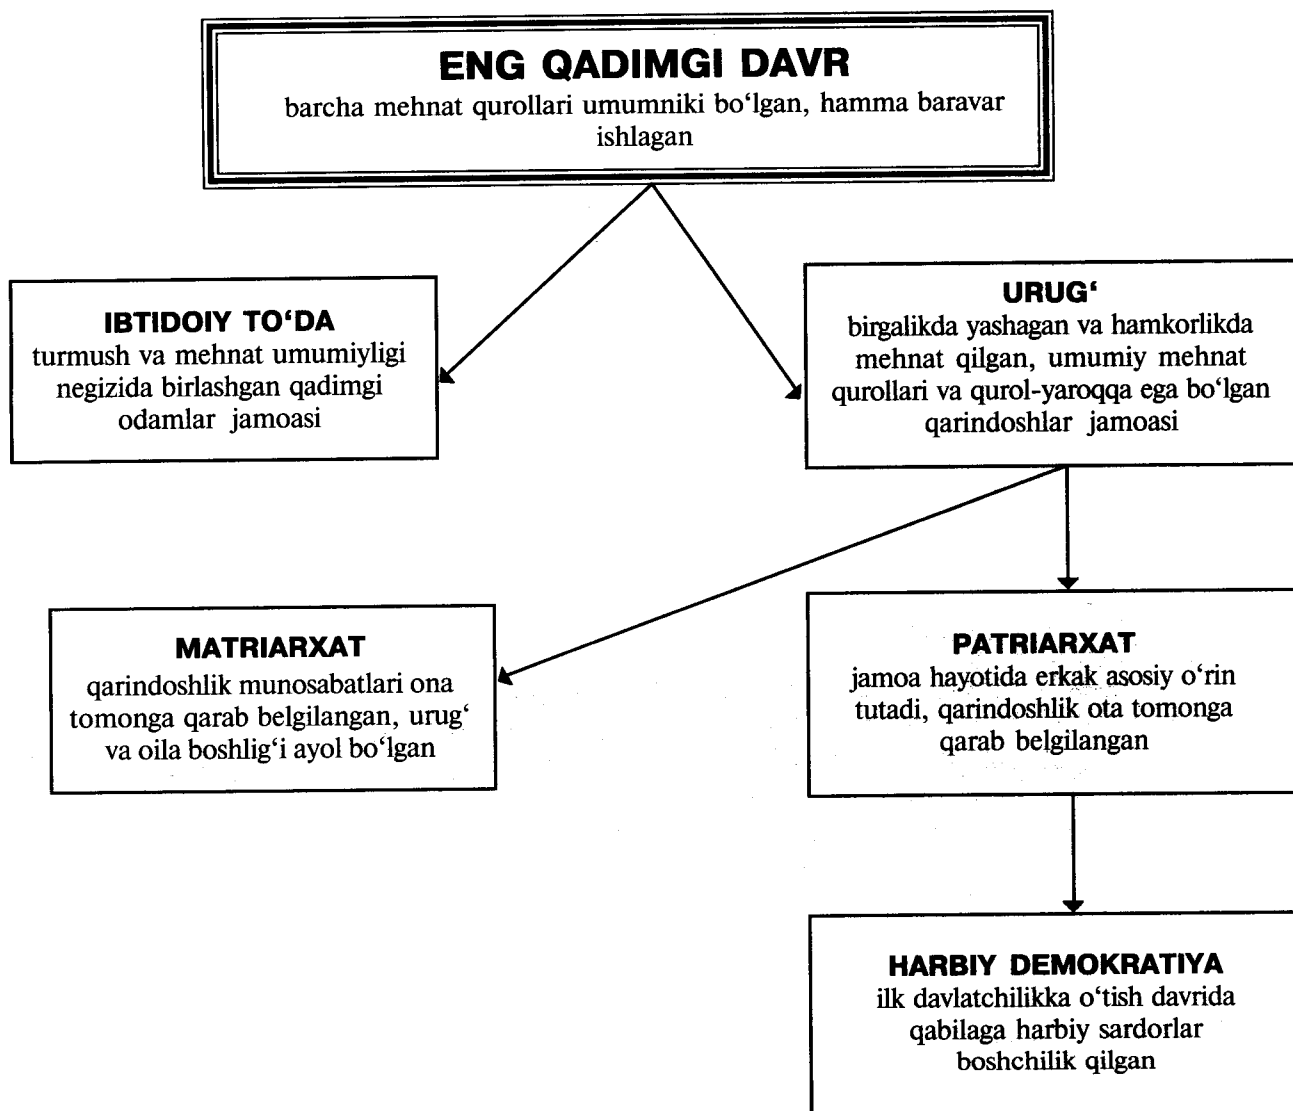 ENG QADIMGI DAVR
barcha mehnat qurollari umumniki bo‘lgan, hamma baravar
ishlagan
IBTIDOIY TO‘DA
turmush va mehnat umumiyligi
negizida birlashgan qadimgi
odamlar jamoasi
URUG‘
birgalikda yashagan va hamkorlikda
mehnat qilgan, umumiy mehnat
qurollari va qurol-yaroqqa ega bo‘lgan
qarindoshlar jamoasi
MATRIARXAT
qarindoshlik munosabatlari ona
tomonga qarab belgilangan, urug‘
va oila boshlig‘i ayol bo‘lgan
PATRIARXAT
jamoa hayotida erkak asosiy o‘rin
tutadi, qarindoshlik ota tomonga
qarab belgilangan
HARBIY DEMOKRATIYA
ilk davlatchilikka o‘tish davrida
qabilaga harbiy sardorlar
boshchilik qilgan